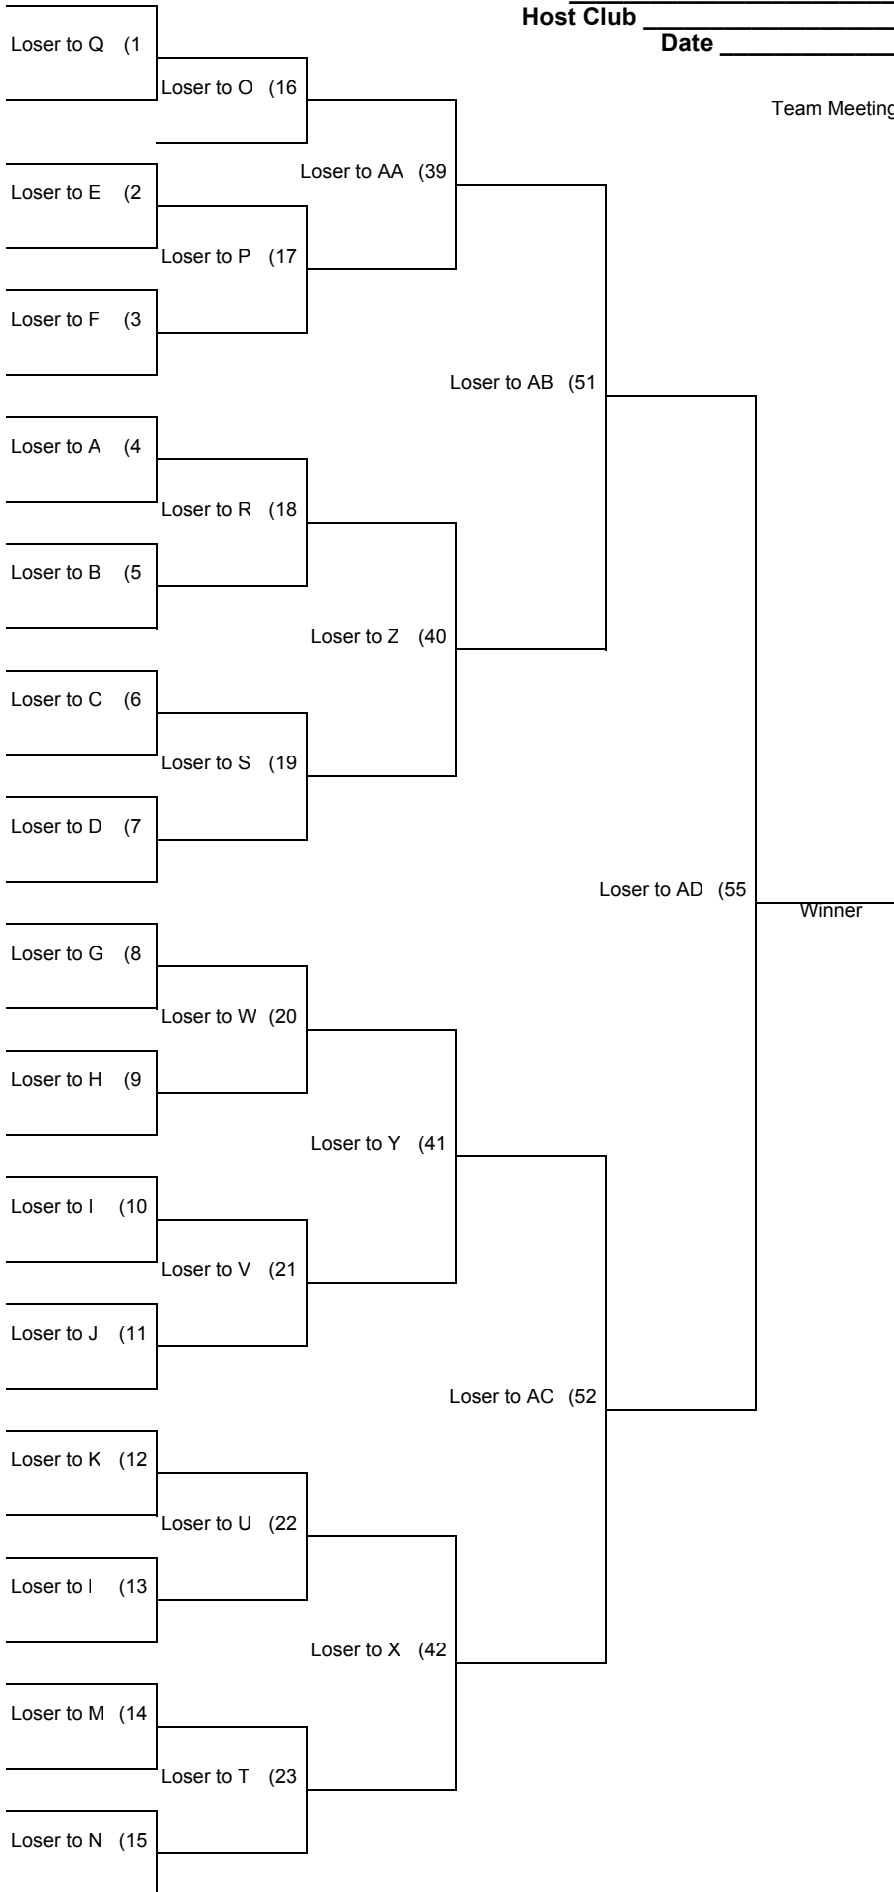 Host Club
Date
Team Meeting
Loser to Q (1
Loser to O (16
Loser to AA (39
Loser to E (2
Loser to P (17
Loser to F (3
Loser to AB (51
Loser to A (4
Loser to R (18
Loser to B (5
Loser to Z (40
Loser to C (6
Loser to S (19
Loser to D (7
Loser to AD (55
Winner
Loser to G (8
Loser to W (20
Loser to H (9
Loser to Y (41
Loser to I (10
Loser to V (21
Loser to J (11
Loser to AC (52
Loser to K (12
Loser to U (22
Loser to l (13
Loser to X (42
Loser to M (14
Loser to T (23
Loser to N (15